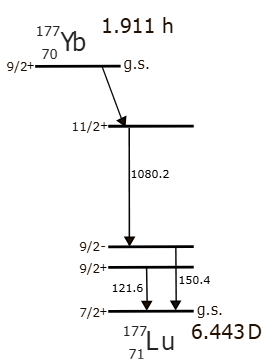 177
70 Yb 1.911 h
9/2+ g.s.
11/2+
1080.2
9/2-
150.4
9/2+
121.6
7/2+ g.s.
177
71 Lu 6.443 D